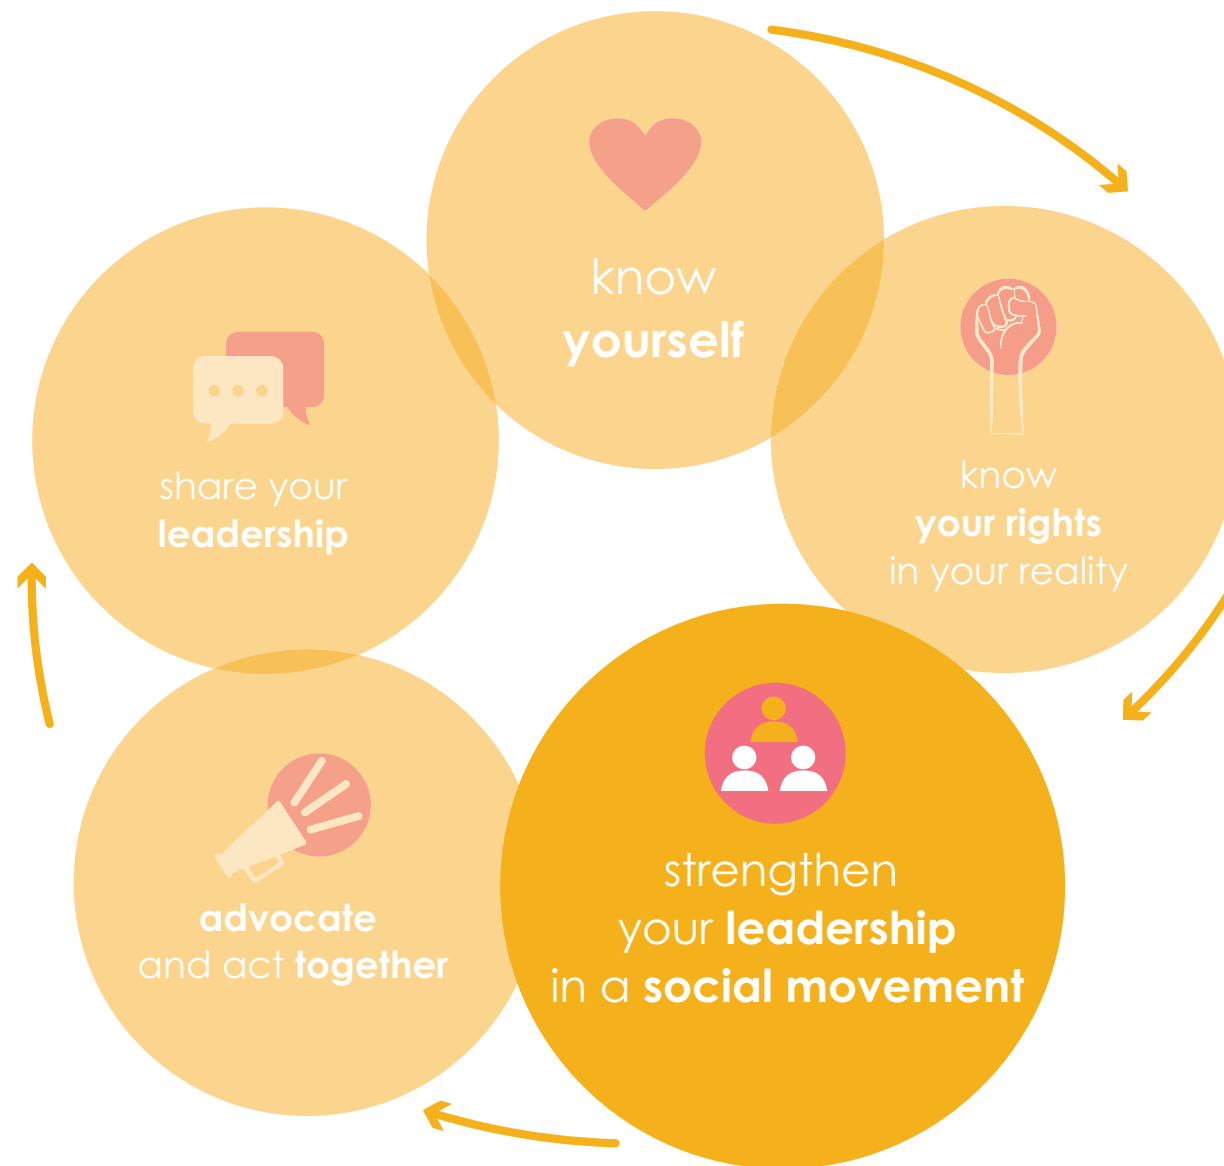 know
yourself
know
your rights
in your reality
strengthen
your leadership
in a social movement
advocate
and act together
share your
leadership